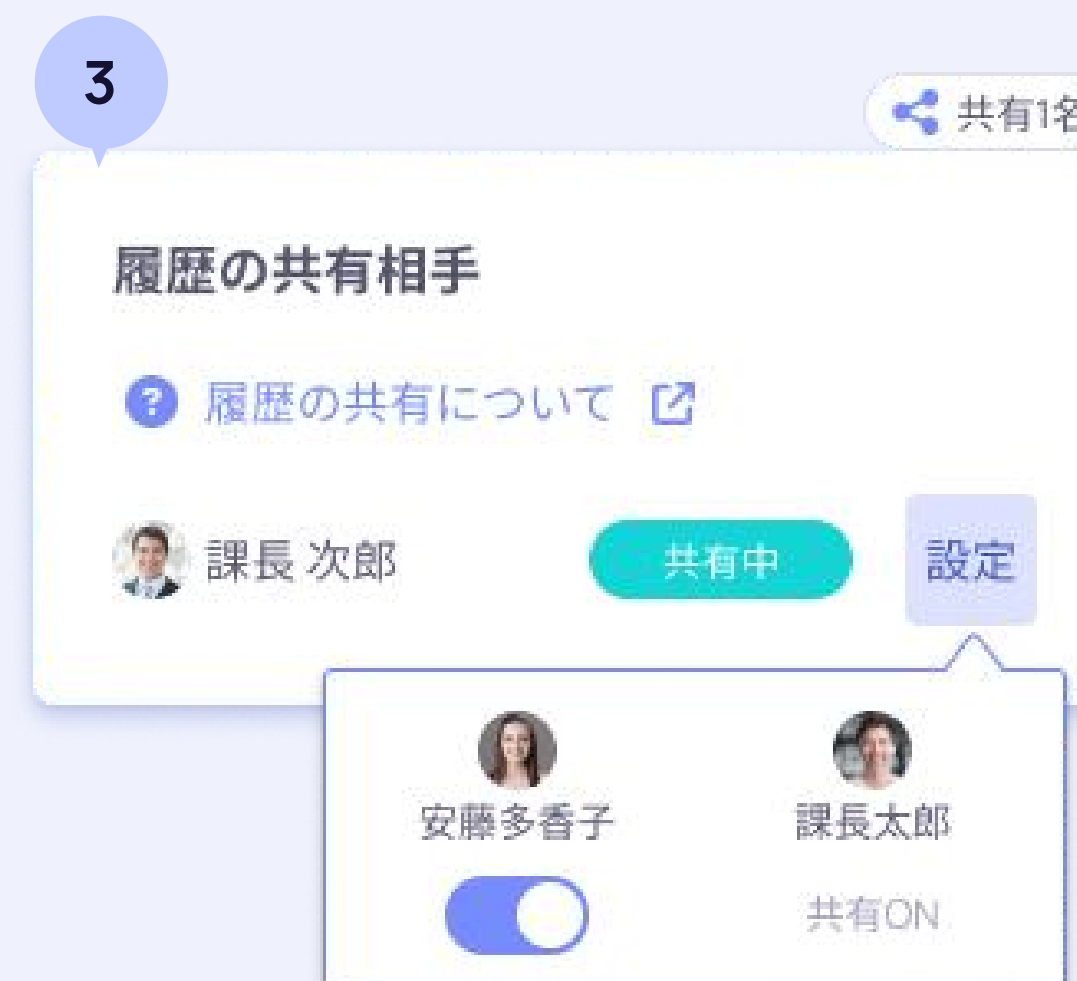 3
共有1名
履歴の共有相手
? 履歴の共有について
課長 次郎 共有中 設定
安藤多香子 課長太郎
共有ON